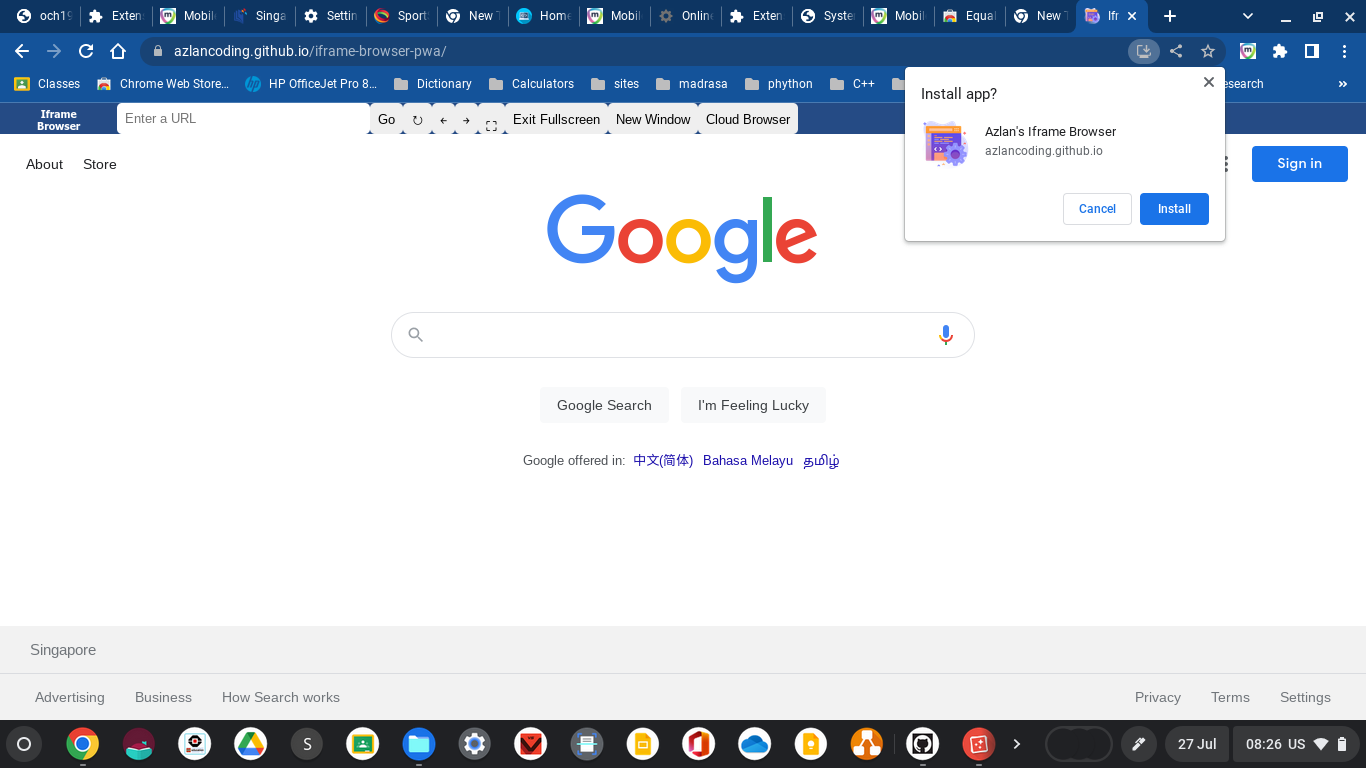 och19 Exten: Mobile Singa Settin Sport New T Home Mobil Online Exten Syste Mobile Equal New T Ifr
azlancoding.github.io/iframe-browser-pwa/
Classes Chrome Web Store… HP OfficeJet Pro 8… Dictionary Calculators sites madrasa phython C++ esearch »
Install app?
Azlan's Iframe Browser
azlancoding.github.io
Cancel Install
Iframe
Browser
Enter a URL Go Exit Fullscreen New Window Cloud Browser
About Store Sign in
Google
Google Search I'm Feeling Lucky
Google offered in: 中文(简体) Bahasa Melayu தமிழ்
Singapore
Advertising Business How Search works Privacy Terms Settings
S 27 Jul 08:26 US